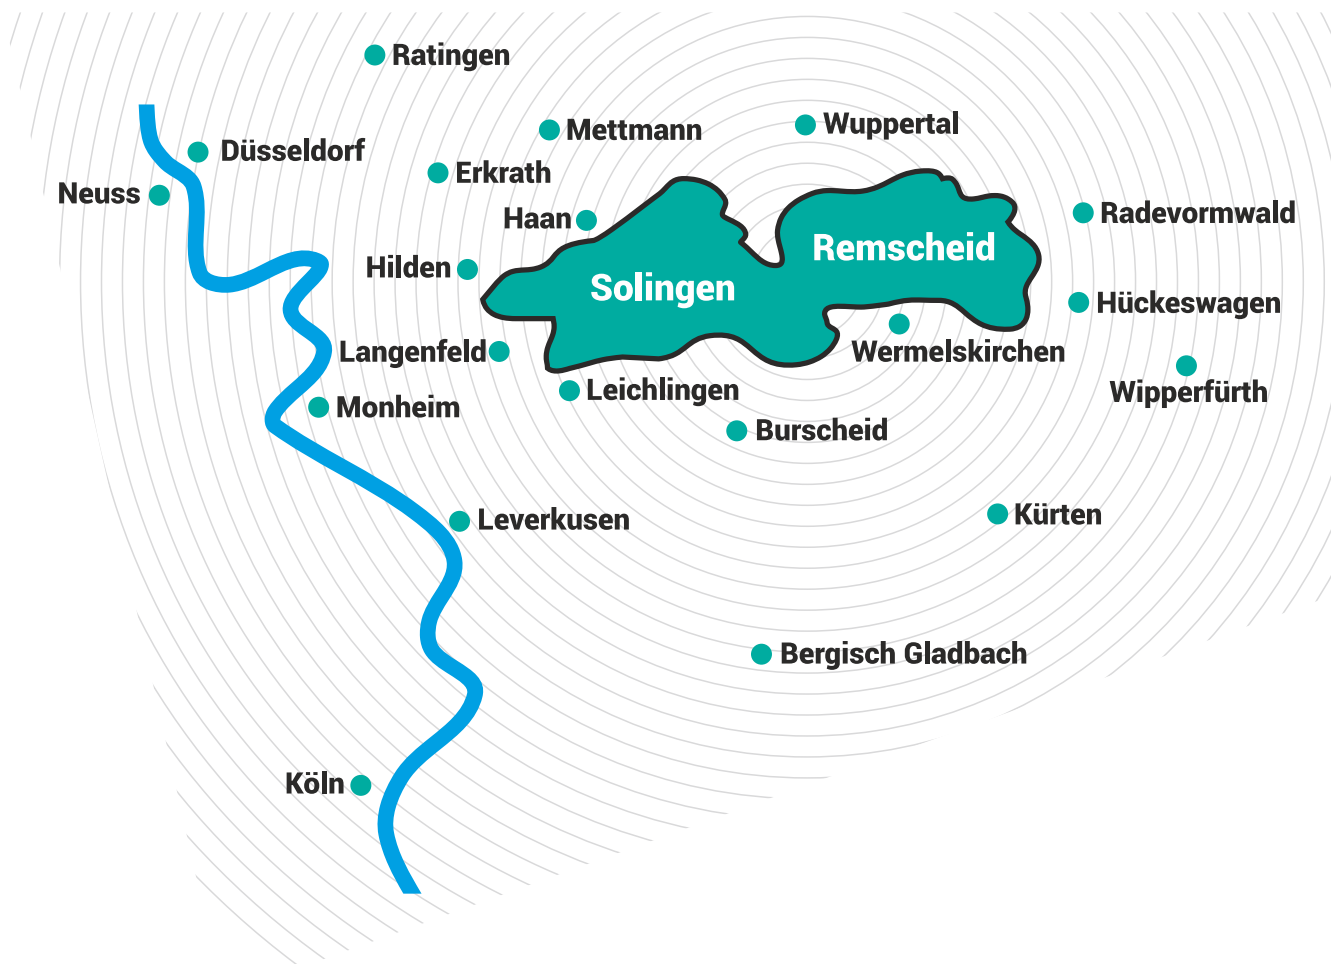 Ratingen
Mettmann
Wuppertal
Düsseldorf
Erkrath
Neuss
Haan
Radevormwald
Remscheid
Hilden
Solingen
Hückeswagen
Langenfeld
Wermelskirchen
Leichlingen
Wipperfürth
Monheim
Burscheid
Leverkusen
Kürten
Bergisch Gladbach
Köln